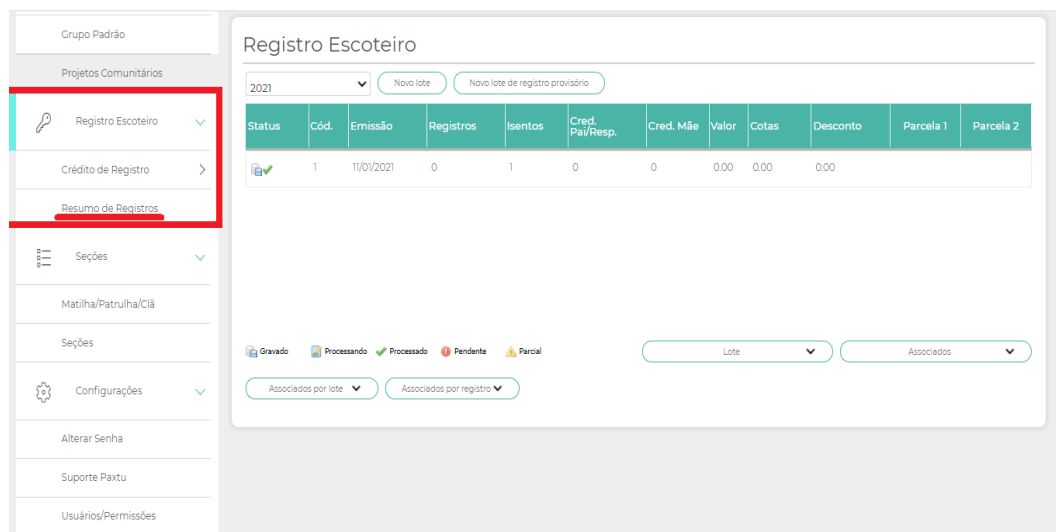 Grupo Padrão
Projetos Comunitários
Registro Escoteiro
Crédito de Registro
Resumo de Registros
Seções
Matilha/Patrulha/Clã
Seções
Configurações
Alterar Senha
Suporte Paxtu
Usuários/Permissões
Registro Escoteiro
2021 Novo lote Novo lote de registro provisório
Status Cód. Emissão Registros Isentos Cred. Pai/Resp. Cred. Mãe Valor Cotas Desconto Parcela 1 Parcela 2
1 11/01/2021 0 1 0 0 0.00 0.00 0.00
Gravado Processando Processado Pendente Parcial Lote Associados
Associados por lote Associados por registro